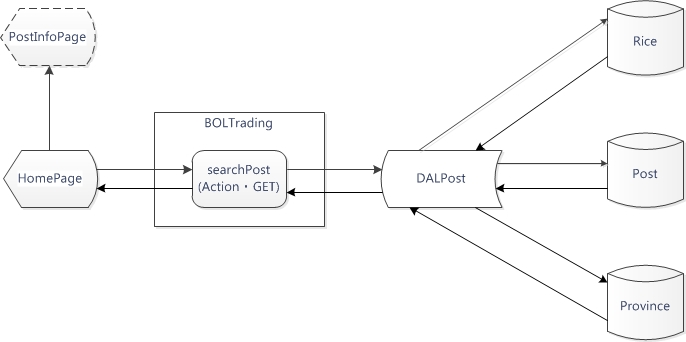 PostInfoPage
Rice
BOLTrading
HomePage
searchPost
(Action・GET)
DALPost
Post
Province